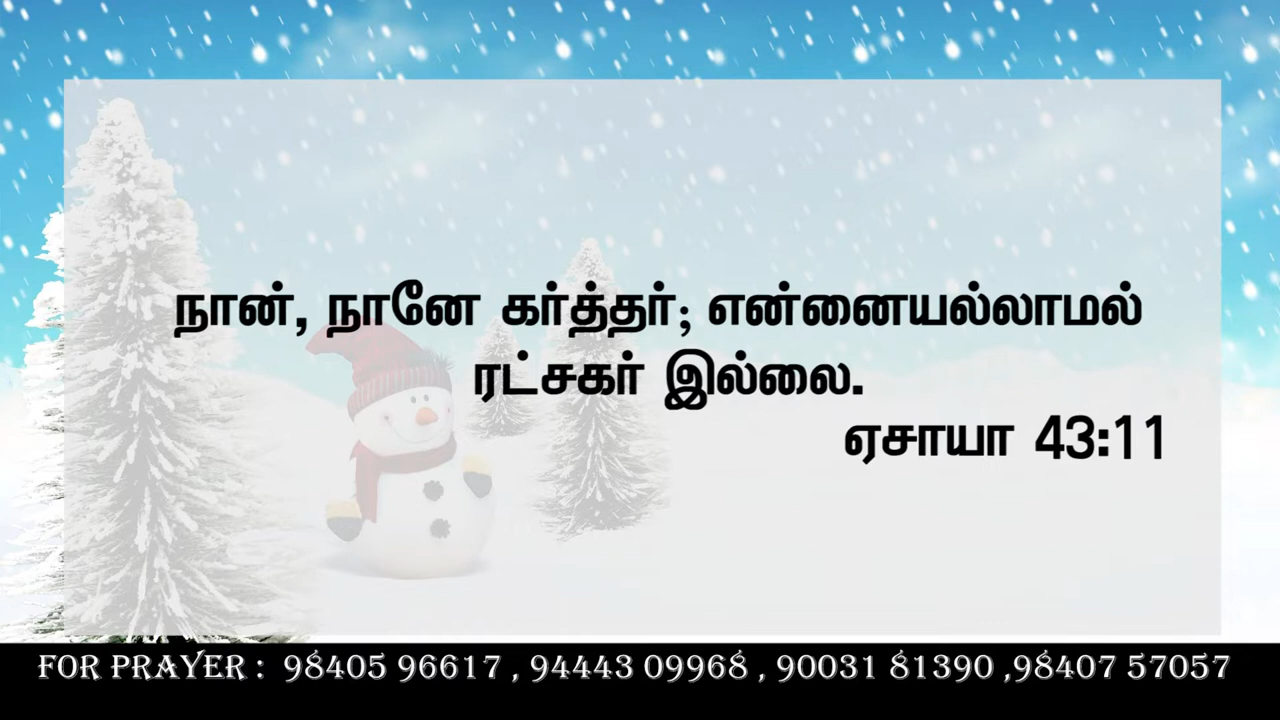 நான், நானே கர்த்தர்; என்னையல்லாமல்
ரட்சகர் இல்லை.
ஏசாயா 43:11
FOR PRAYER : 98405 96617 , 94443 09968 , 90031 81390 ,98407 57057